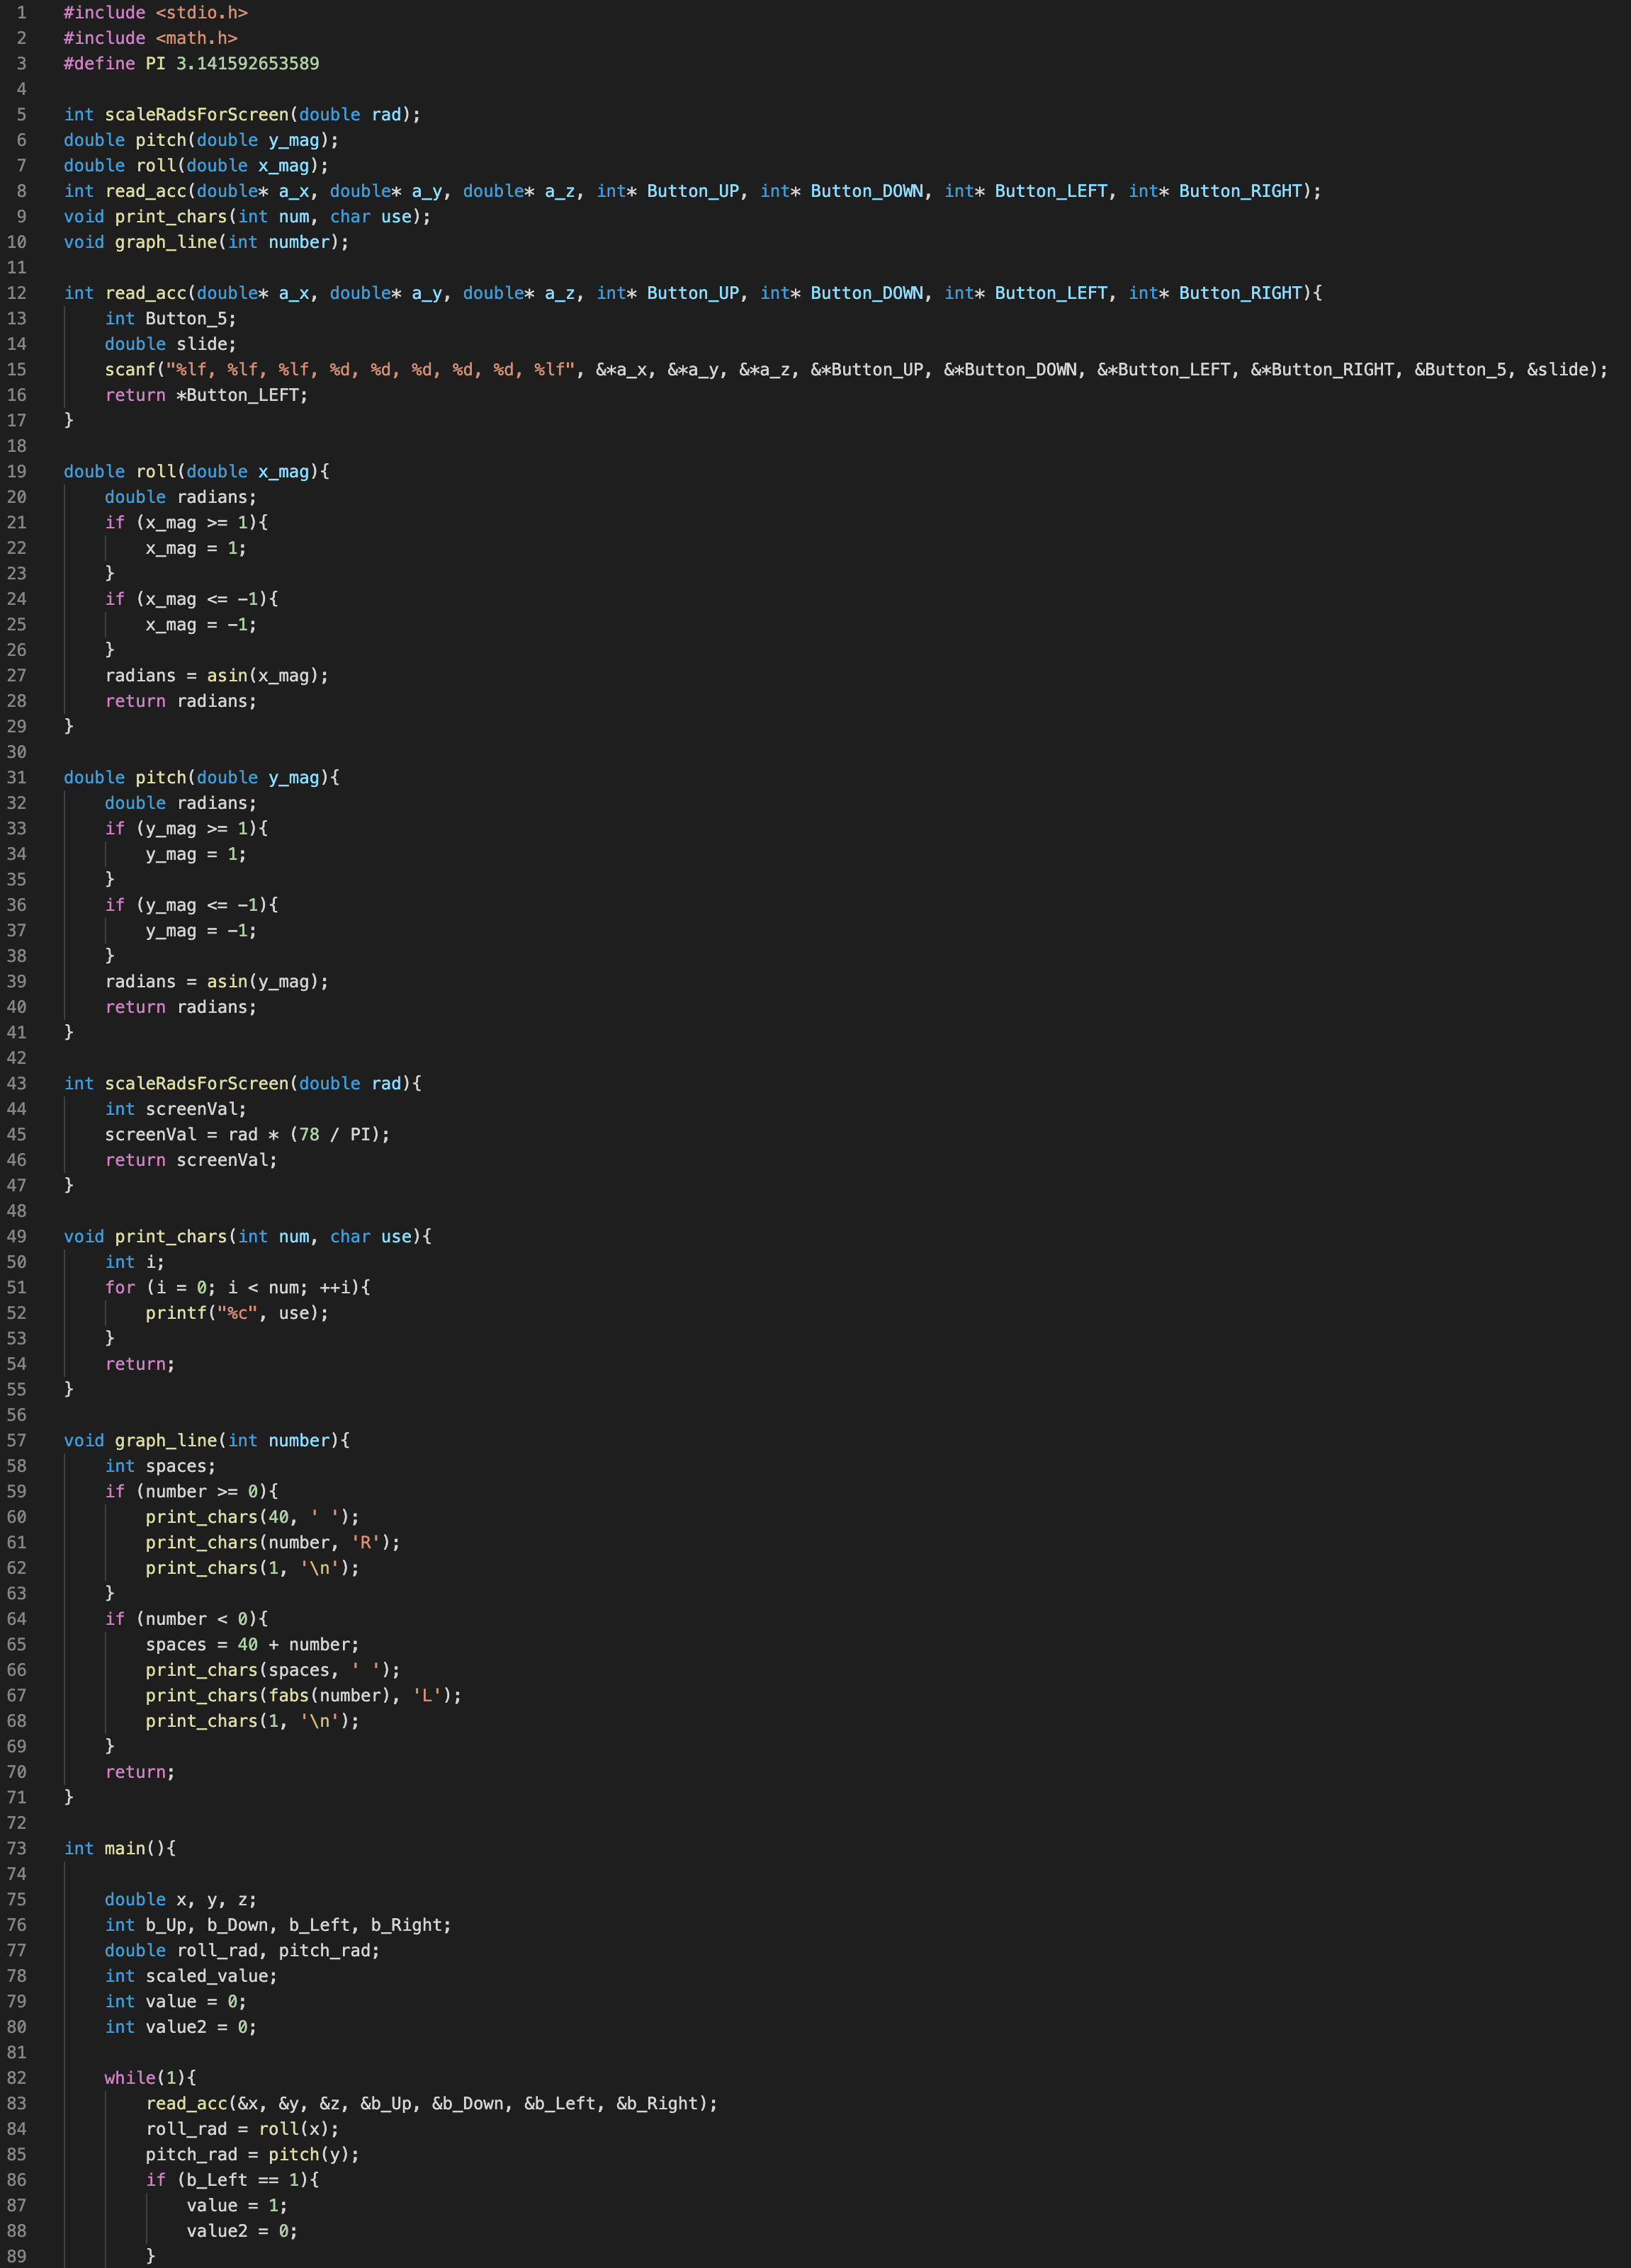 1 #include <stdio.h>
2 #include <math.h>
3 #define PI 3.141592653589
4
5 int scaleRadsForScreen(double rad);
6 double pitch(double y_mag);
7 double roll(double x_mag);
8 int read_acc(double* a_x, double* a_y, double* a_z, int* Button_UP, int* Button_DOWN, int* Button_LEFT, int* Button_RIGHT);
9 void print_chars(int num, char use);
10 void graph_line(int number);
11
12 int read_acc(double* a_x, double* a_y, double* a_z, int* Button_UP, int* Button_DOWN, int* Button_LEFT, int* Button_RIGHT){
13     int Button_5;
14     double slide;
15     scanf("%lf, %lf, %lf, %d, %d, %d, %d, %d, %lf", &*a_x, &*a_y, &*a_z, &*Button_UP, &*Button_DOWN, &*Button_LEFT, &*Button_RIGHT, &Button_5, &slide);
16     return *Button_LEFT;
17 }
18
19 double roll(double x_mag){
20     double radians;
21     if (x_mag >= 1){
22         x_mag = 1;
23     }
24     if (x_mag <= -1){
25         x_mag = -1;
26     }
27     radians = asin(x_mag);
28     return radians;
29 }
30
31 double pitch(double y_mag){
32     double radians;
33     if (y_mag >= 1){
34         y_mag = 1;
35     }
36     if (y_mag <= -1){
37         y_mag = -1;
38     }
39     radians = asin(y_mag);
40     return radians;
41 }
42
43 int scaleRadsForScreen(double rad){
44     int screenVal;
45     screenVal = rad * (78 / PI);
46     return screenVal;
47 }
48
49 void print_chars(int num, char use){
50     int i;
51     for (i = 0; i < num; ++i){
52         printf("%c", use);
53     }
54     return;
55 }
56
57 void graph_line(int number){
58     int spaces;
59     if (number >= 0){
60         print_chars(40, ' ');
61         print_chars(number, 'R');
62         print_chars(1, '\n');
63     }
64     if (number < 0){
65         spaces = 40 + number;
66         print_chars(spaces, ' ');
67         print_chars(fabs(number), 'L');
68         print_chars(1, '\n');
69     }
70     return;
71 }
72
73 int main(){
74
75     double x, y, z;
76     int b_Up, b_Down, b_Left, b_Right;
77     double roll_rad, pitch_rad;
78     int scaled_value;
79     int value = 0;
80     int value2 = 0;
81
82     while(1){
83         read_acc(&x, &y, &z, &b_Up, &b_Down, &b_Left, &b_Right);
84         roll_rad = roll(x);
85         pitch_rad = pitch(y);
86         if (b_Left == 1){
87             value = 1;
88             value2 = 0;
89         }